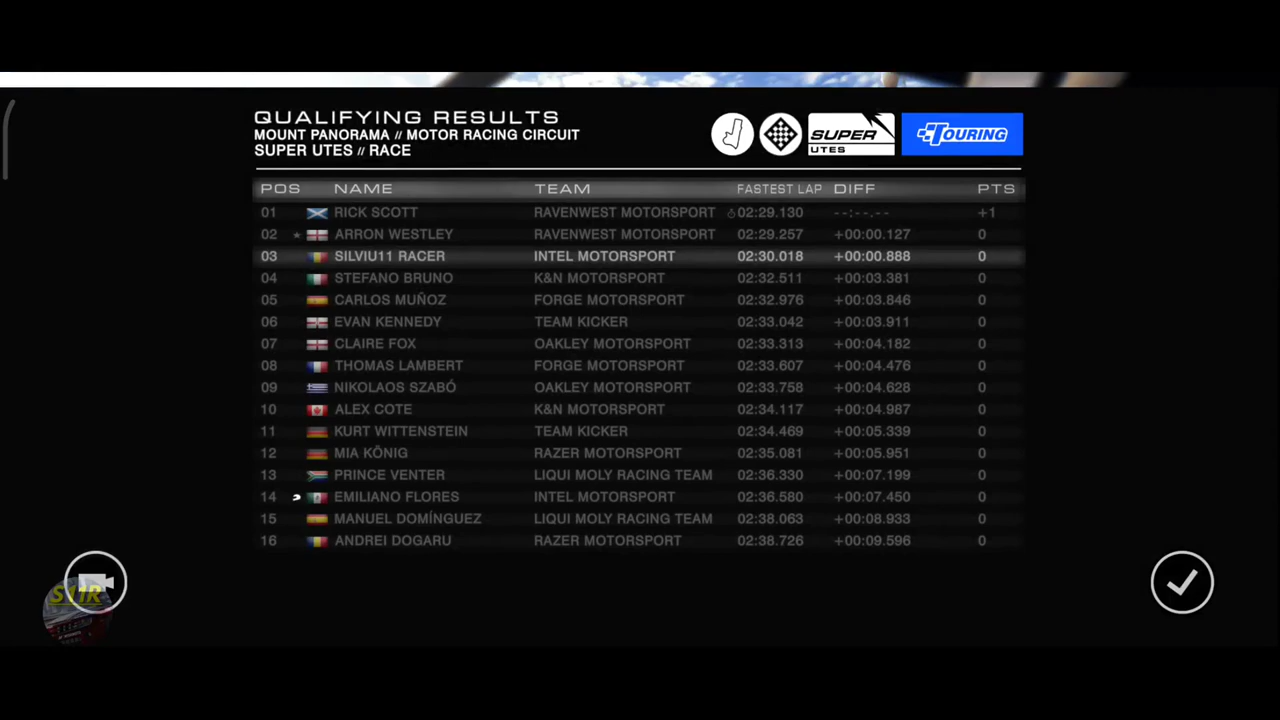 QUALIFYING RESULTS
MOUNT PANORAMA // MOTOR RACING CIRCUIT
SUPER UTES // RACE
SUPER UTES
TOURING
POS NAME TEAM FASTEST LAP DIFF PTS
01 RICK SCOTT RAVENWEST MOTORSPORT 02:29.130 --:--.-- +1
02 ARRON WESTLEY RAVENWEST MOTORSPORT 02:29.257 +00:00.127 0
03 SILVIU11 RACER INTEL MOTORSPORT 02:30.018 +00:00.888 0
04 STEFANO BRUNO K&N MOTORSPORT 02:32.511 +00:03.381 0
05 CARLOS MUÑOZ FORGE MOTORSPORT 02:32.976 +00:03.846 0
06 EVAN KENNEDY TEAM KICKER 02:33.042 +00:03.911 0
07 CLAIRE FOX OAKLEY MOTORSPORT 02:33.313 +00:04.182 0
08 THOMAS LAMBERT FORGE MOTORSPORT 02:33.607 +00:04.476 0
09 NIKOLAOS SZABÓ OAKLEY MOTORSPORT 02:33.758 +00:04.628 0
10 ALEX COTE K&N MOTORSPORT 02:34.117 +00:04.987 0
11 KURT WITTENSTEIN TEAM KICKER 02:34.469 +00:05.339 0
12 MIA KÖNIG RAZER MOTORSPORT 02:35.081 +00:05.951 0
13 PRINCE VENTER LIQUI MOLY RACING TEAM 02:36.330 +00:07.199 0
14 EMILIANO FLORES INTEL MOTORSPORT 02:36.580 +00:07.450 0
15 MANUEL DOMÍNGUEZ LIQUI MOLY RACING TEAM 02:38.063 +00:08.933 0
16 ANDREI DOGARU RAZER MOTORSPORT 02:38.726 +00:09.596 0
S11R